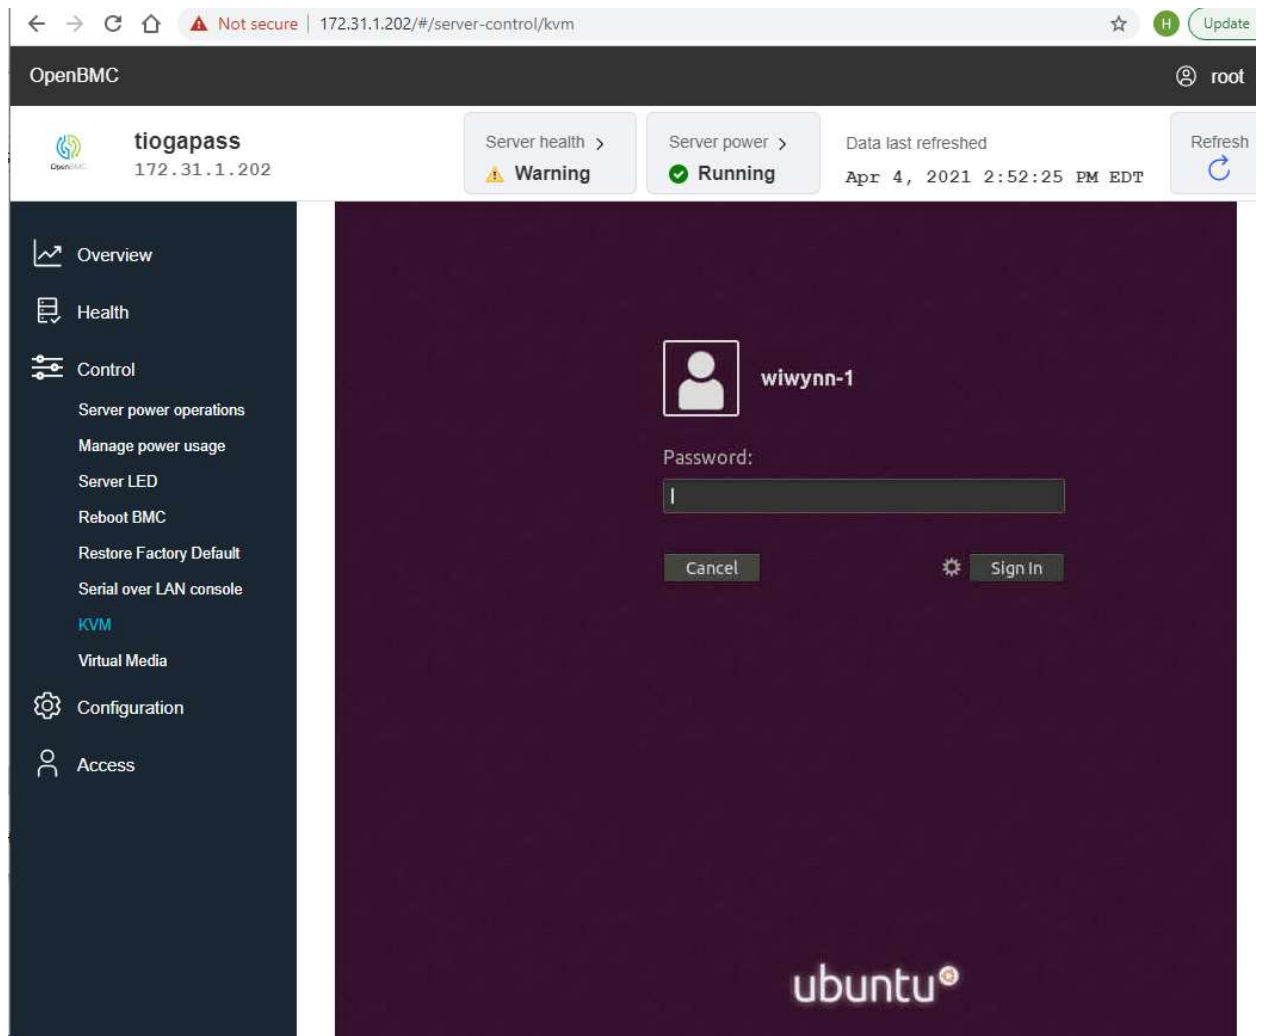 Not secure | 172.31.1.202/#/server-control/kvm H Update
OpenBMC root
OpenBMC
tiogapass
172.31.1.202
Server health >
Warning
Server power >
Running
Data last refreshed
Apr 4, 2021 2:52:25 PM EDT
Refresh
Overview
Health
Control
Server power operations
Manage power usage
Server LED
Reboot BMC
Restore Factory Default
Serial over LAN console
KVM
Virtual Media
Configuration
Access
wiwynn-1
Password:
Cancel
Sign In
ubuntu